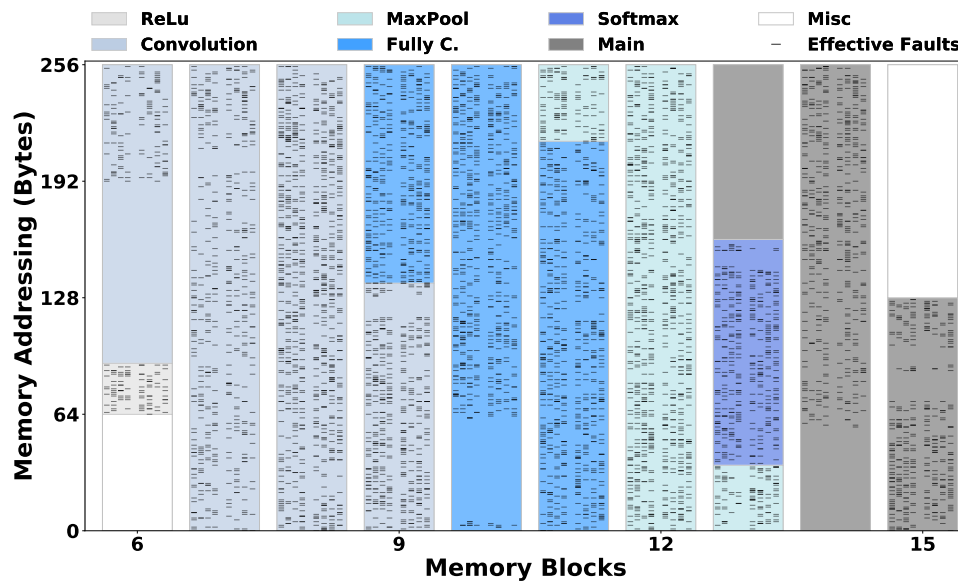 ReLu MaxPool Softmax Misc
Convolution Fully C. Main Effective Faults
256
192
128
64
0
Memory Addressing (Bytes)
6 9 12 15
Memory Blocks